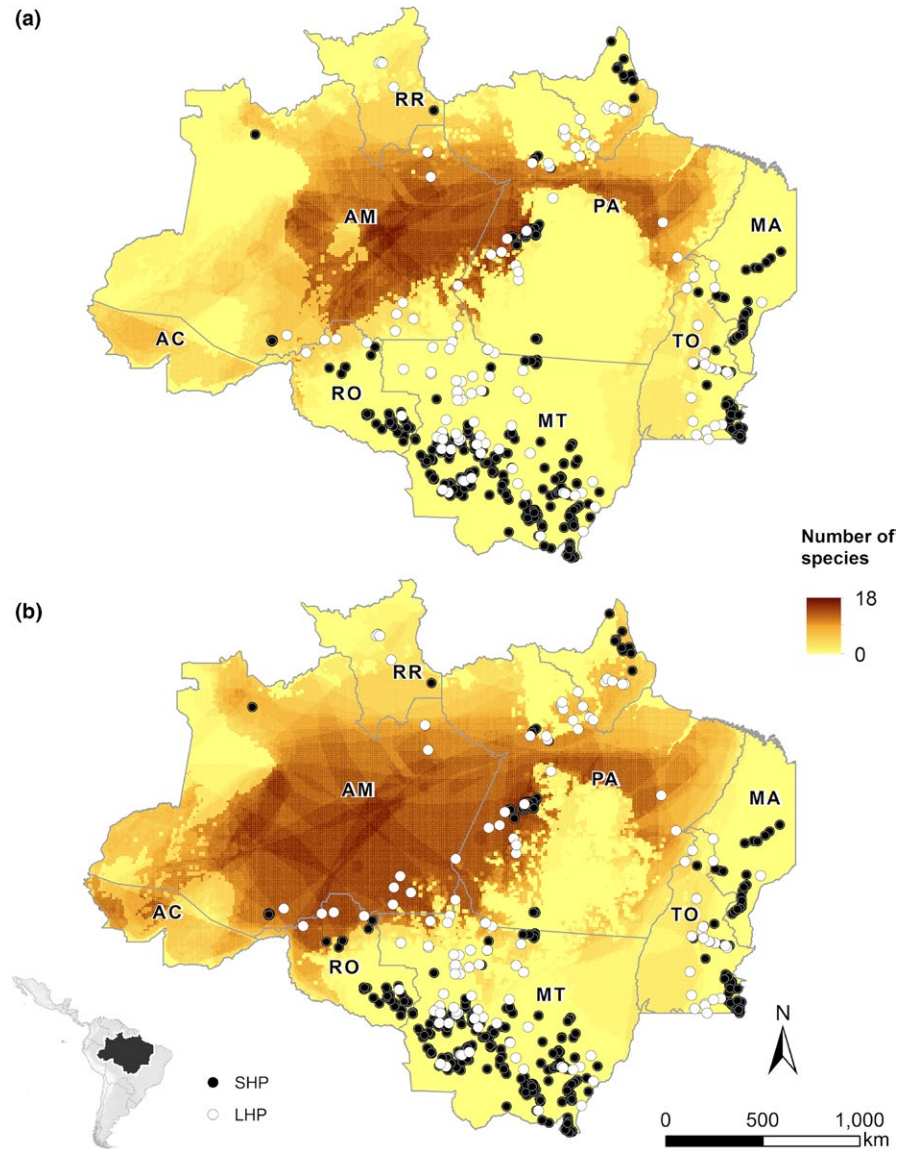 (a)
RR
AM
PA
MA
AC
TO
RO
MT
Number of
species
18
0
(b)
RR
AM
PA
MA
AC
TO
RO
MT
N
SHP
LHP
0 500 1,000
km